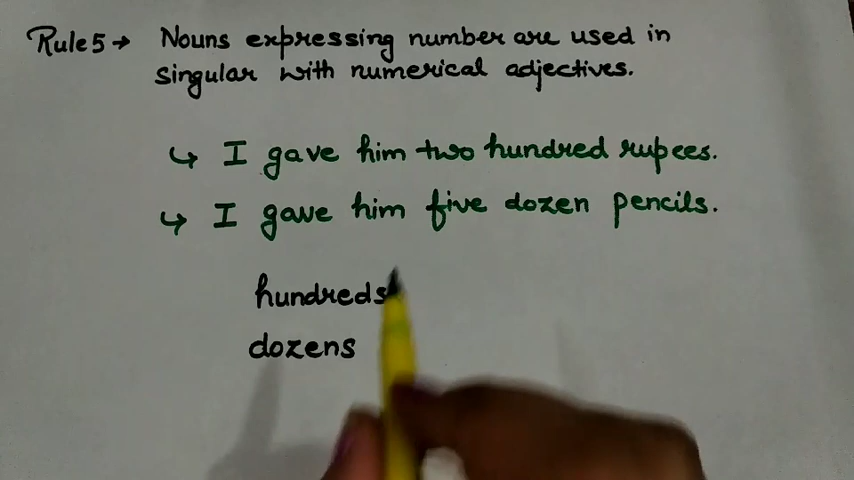 Rule 5 → Nouns expressing number are used in
singular with numerical adjectives.
↳ I gave him two hundred rupees.
↳ I gave him five dozen pencils.
hundreds
dozens